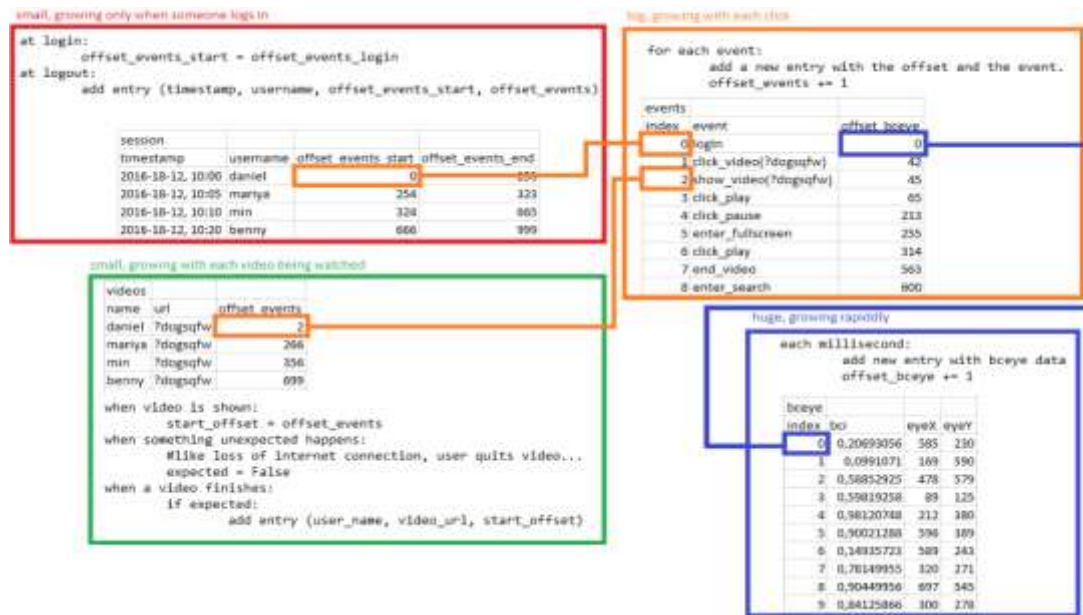 small, growing only when someone logs in
at login:
offset_events_start = offset_events_login
at logout:
add entry (timestamp, username, offset_events_start, offset_events)
session
timestamp username offset_events_start offset_events_end
2016-18-12, 10:00 daniel 0
2016-18-12, 10:05 mariya 254 323
2016-18-12, 10:10 min 324 665
2016-18-12, 10:20 benny 666 999
big, growing with each click
for each event:
add a new entry with the offset and the event.
offset_events += 1
events
index event offset_bceye
0 login 0
1 click_video(?dogsqfw) 42
2 show_video(?dogsqfw) 45
3 click_play 65
4 click_pause 213
5 enter_fullscreen 255
6 click_play 314
7 end_video 563
8 enter_search 600
small, growing with each video being watched
videos
name url offset_events
daniel ?dogsqfw 2
mariya ?dogsqfw 266
min ?dogsqfw 356
benny ?dogsqfw 699
when video is shown:
start_offset = offset_events
when something unexpected happens:
#like loss of internet connection, user quits video...
expected = False
when a video finishes:
if expected:
add entry (user_name, video_url, start_offset)
huge, growing rapiddly
each millisecond:
add new entry with bceye data
offset_bceye += 1
bceye
index bci eyeX eyeY
0 0,20693056 585 230
1 0,0991071 169 590
2 0,58852925 478 579
3 0,59819258 89 125
4 0,98120748 212 380
5 0,90021288 596 389
6 0,14935723 589 243
7 0,78149955 320 271
8 0,90449956 697 545
9 0,84125866 300 278